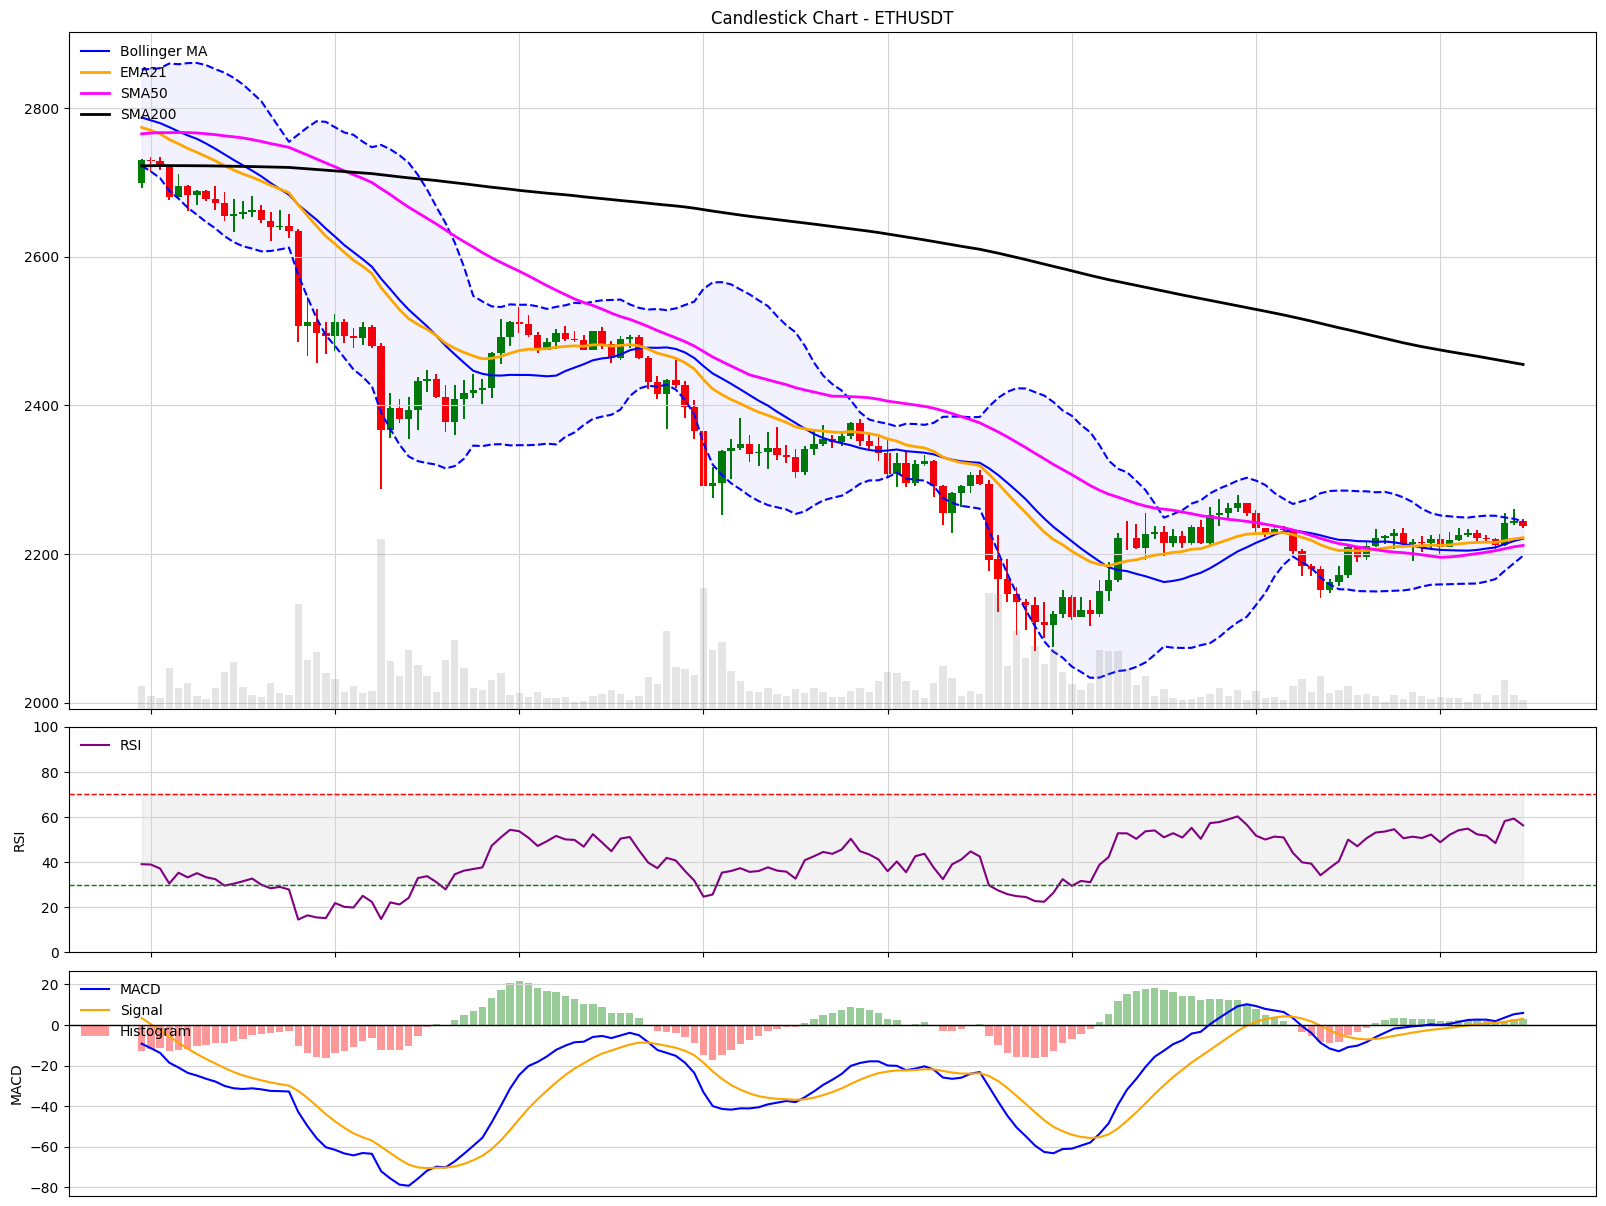 Candlestick Chart - ETHUSDT
Bollinger MA
EMA21
SMA50
SMA200
2800
2600
2400
2200
2000
100
80
60
40
20
0
RSI
RSI
20
0
−20
−40
−60
−80
MACD
MACD
Signal
Histogram